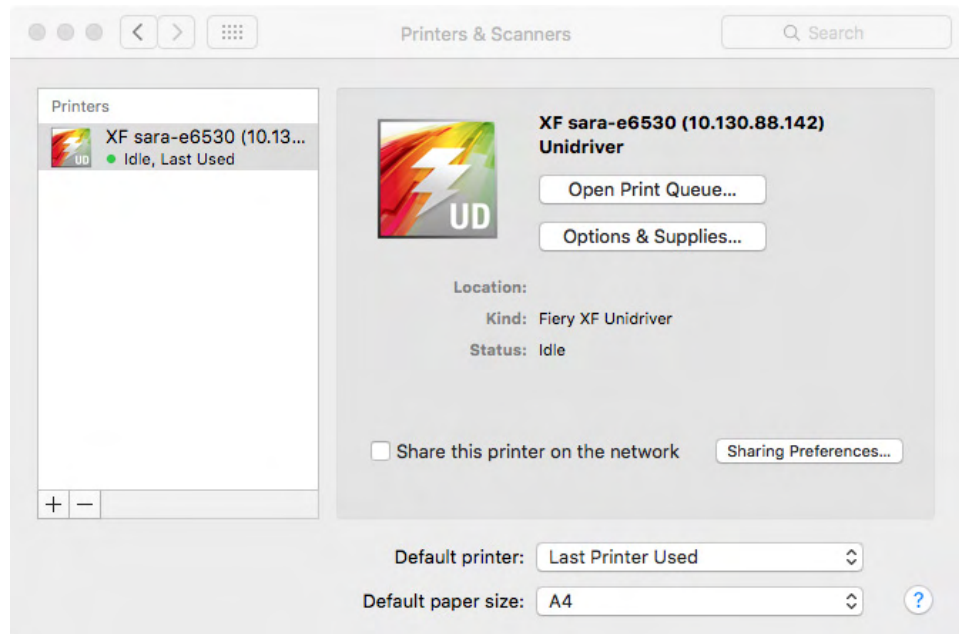 Printers & Scanners
Search
Printers
XF sara-e6530 (10.13...
Idle, Last Used
UD
XF sara-e6530 (10.130.88.142)
Unidriver
UD
Open Print Queue...
Options & Supplies...
Location:
Kind: Fiery XF Unidriver
Status: Idle
Share this printer on the network
Sharing Preferences...
+ −
Default printer: Last Printer Used
Default paper size: A4
?